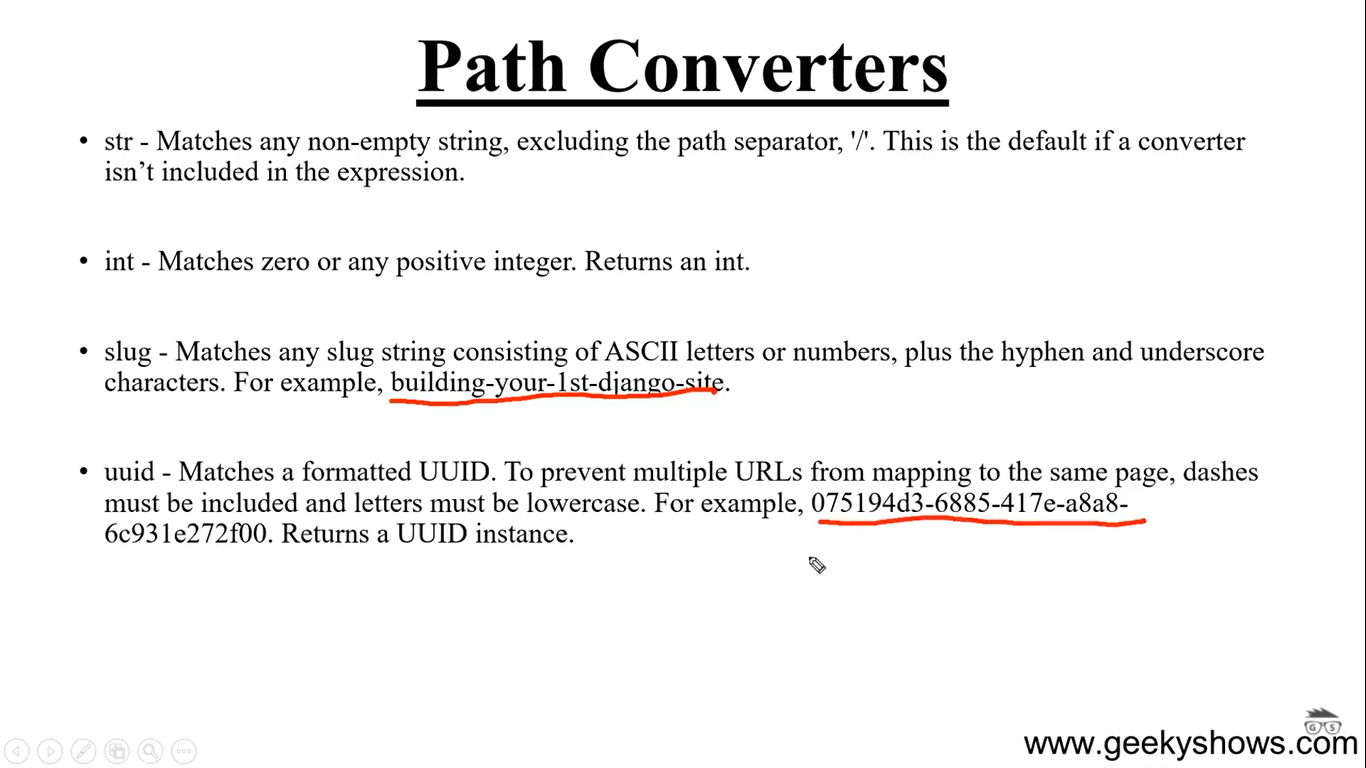 Path Converters
• str - Matches any non-empty string, excluding the path separator, '/'. This is the default if a converter
isn’t included in the expression.
• int - Matches zero or any positive integer. Returns an int.
• slug - Matches any slug string consisting of ASCII letters or numbers, plus the hyphen and underscore
characters. For example, building-your-1st-django-site.
• uuid - Matches a formatted UUID. To prevent multiple URLs from mapping to the same page, dashes
must be included and letters must be lowercase. For example, 075194d3-6885-417e-a8a8-
6c931e272f00. Returns a UUID instance.
G S
www.geekyshows.com